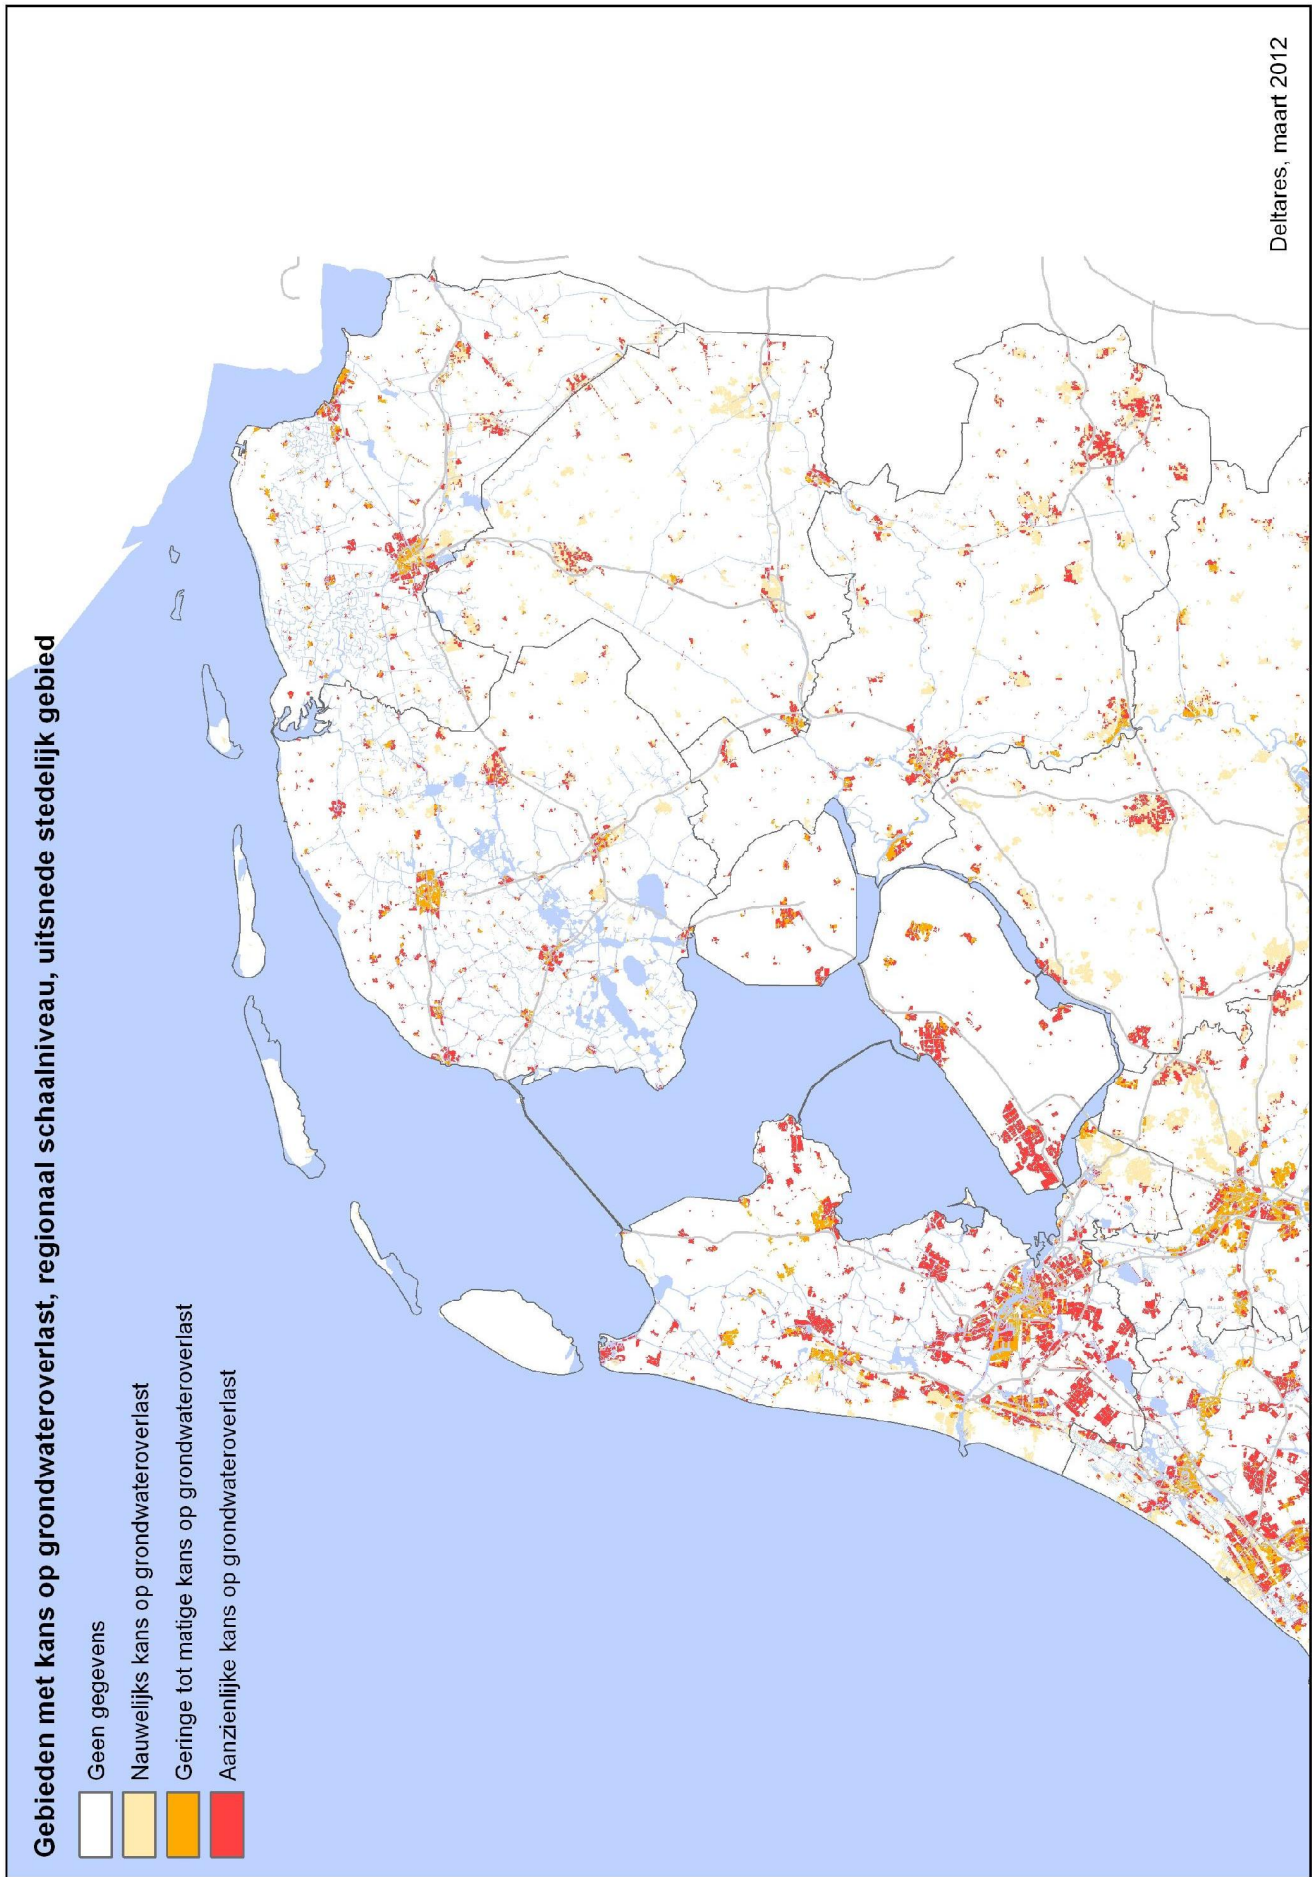 Gebieden met kans op grondwateroverlast, regionaal schaalniveau, uitsnede stedelijk gebied
Geen gegevens
Nauwelijks kans op grondwateroverlast
Geringe tot matige kans op grondwateroverlast
Aanzienlijke kans op grondwateroverlast
Deltares, maart 2012